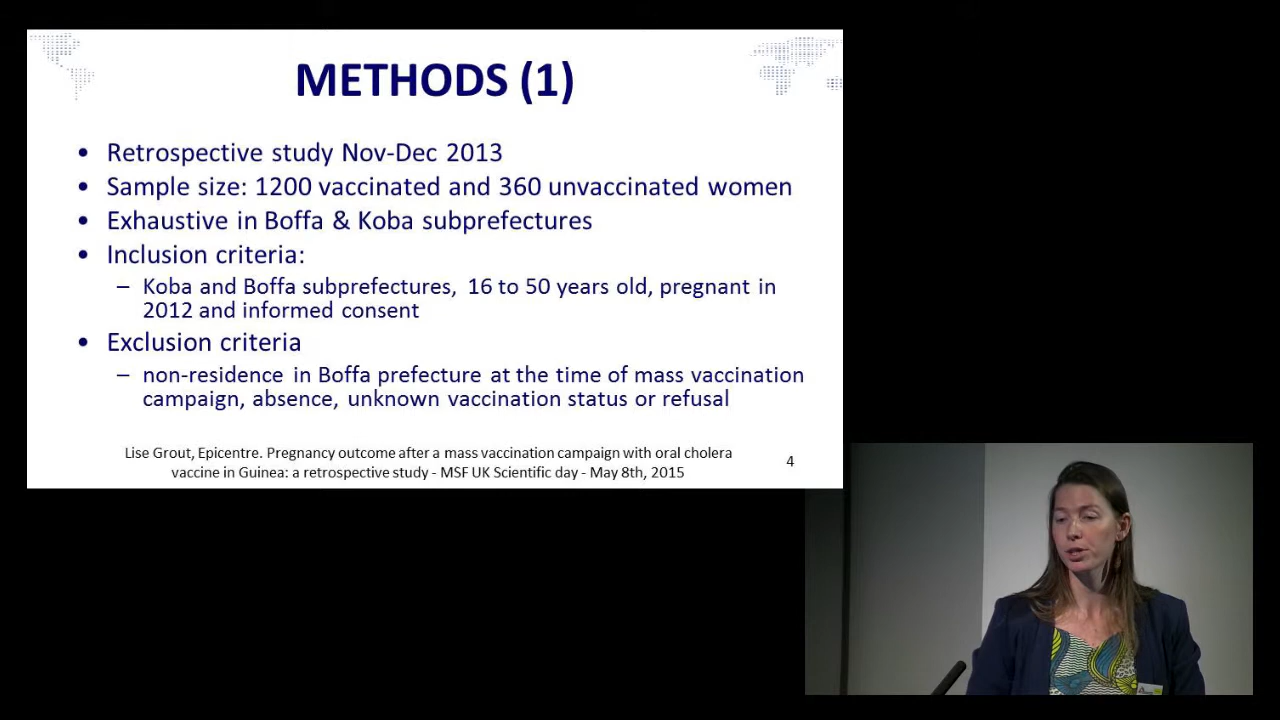 METHODS (1)
• Retrospective study Nov-Dec 2013
• Sample size: 1200 vaccinated and 360 unvaccinated women
• Exhaustive in Boffa & Koba subprefectures
• Inclusion criteria:
– Koba and Boffa subprefectures, 16 to 50 years old, pregnant in
2012 and informed consent
• Exclusion criteria
– non-residence in Boffa prefecture at the time of mass vaccination
campaign, absence, unknown vaccination status or refusal
Lise Grout, Epicentre. Pregnancy outcome after a mass vaccination campaign with oral cholera
vaccine in Guinea: a retrospective study - MSF UK Scientific day - May 8th, 2015
4